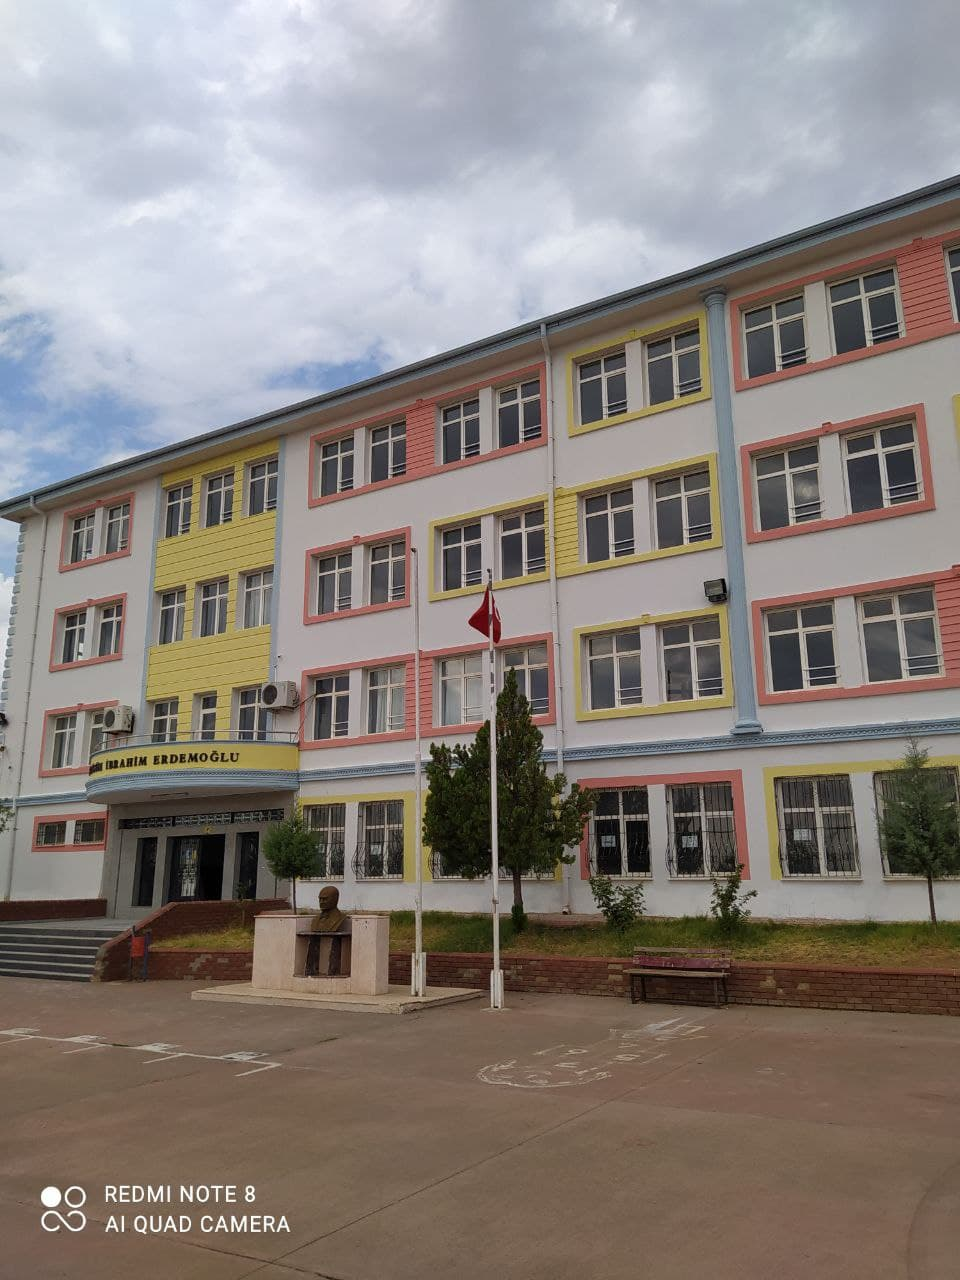 İBRAHİM ERDEMOĞLU
REDMI NOTE 8
AI QUAD CAMERA